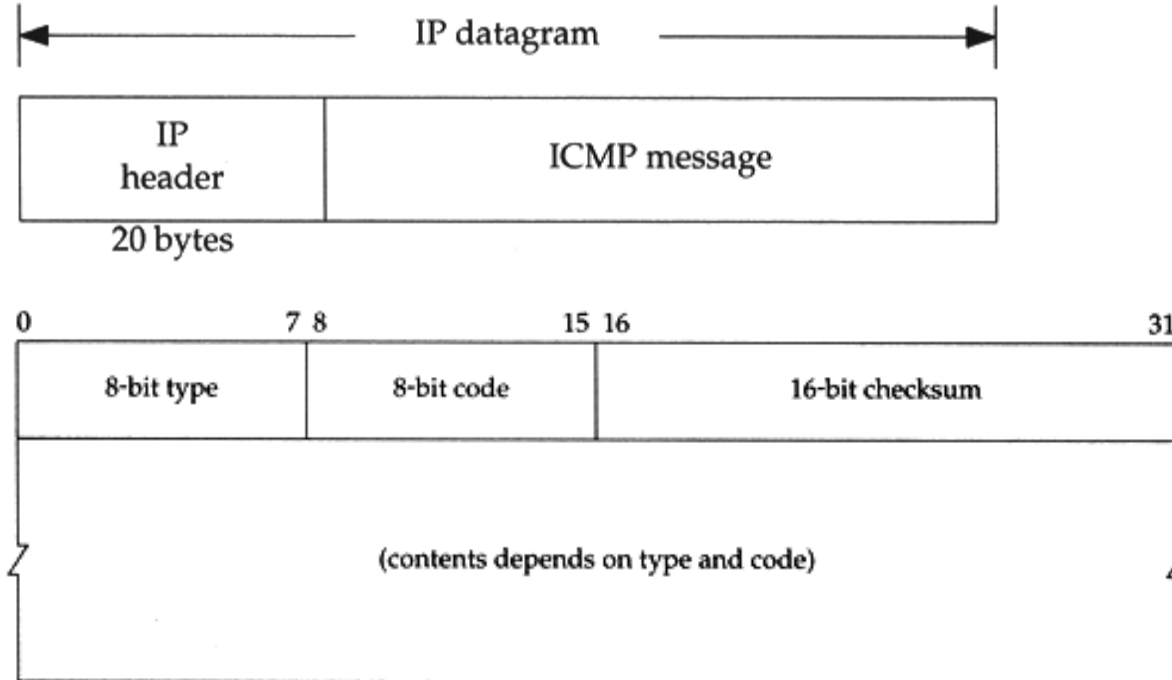 IP datagram
IP
header
ICMP message
20 bytes
0 7 8 15 16 31
8-bit type 8-bit code 16-bit checksum
(contents depends on type and code)